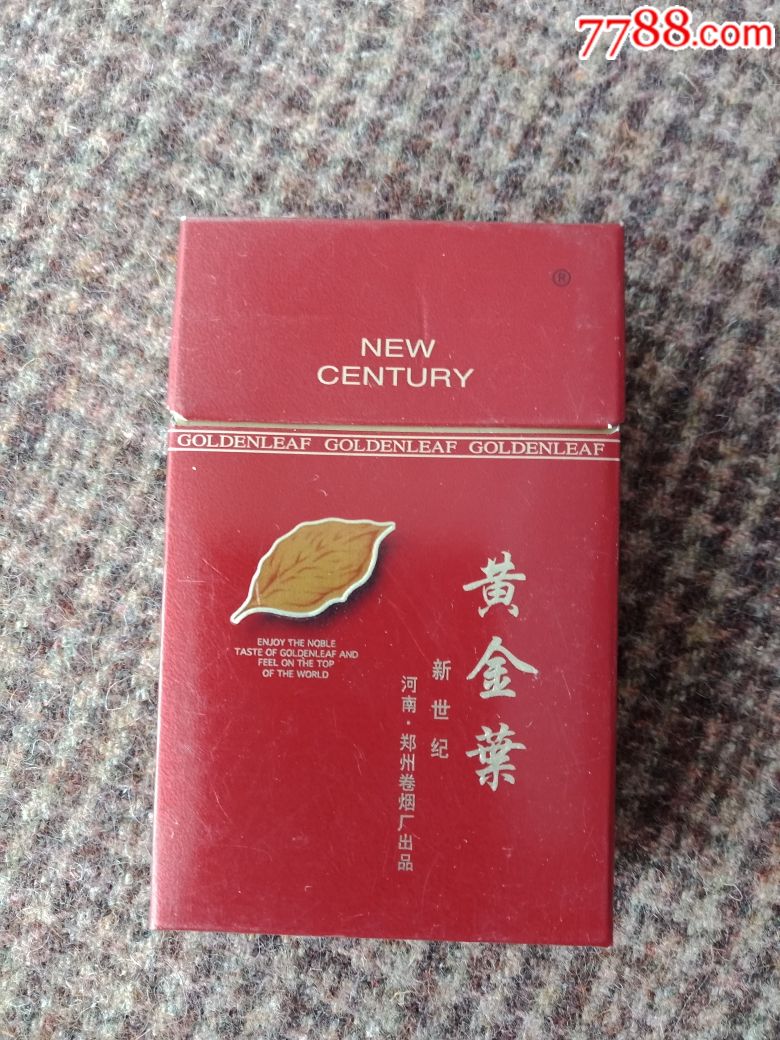 7788.com
®
NEW
CENTURY
GOLDENLEAF GOLDENLEAF GOLDENLEAF
ENJOY THE NOBLE
TASTE OF GOLDENLEAF AND
FEEL ON THE TOP
OF THE WORLD
黄金葉
新世纪
河南·郑州卷烟厂出品